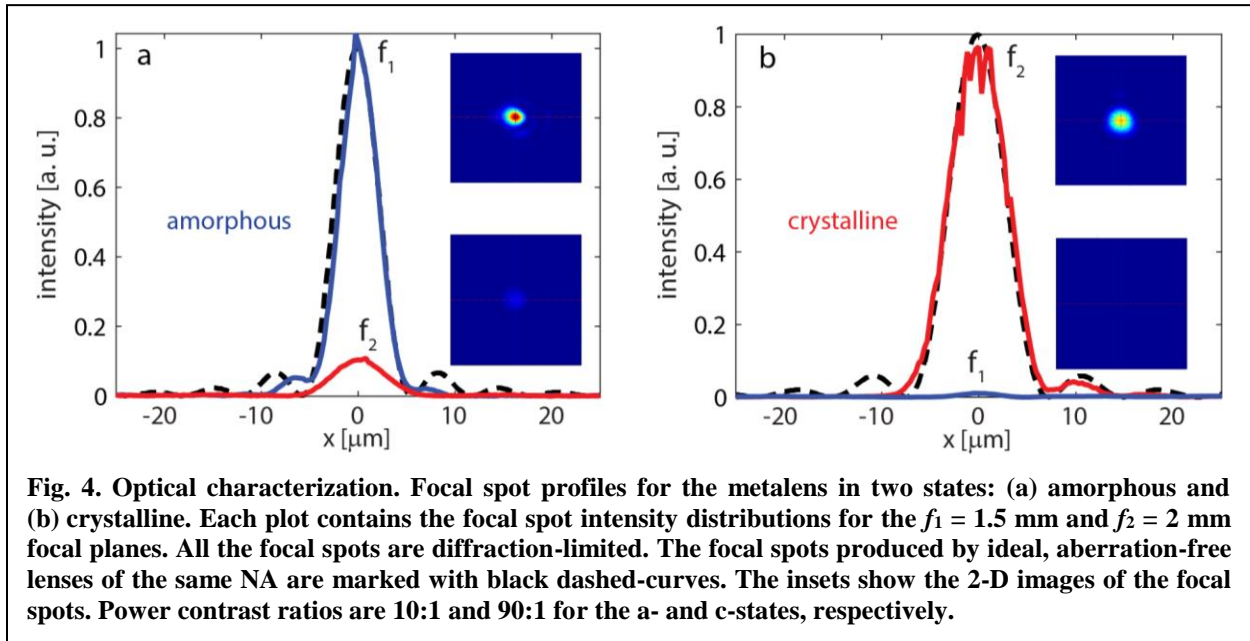 a
f1
amorphous
f2
intensity [a. u.]
1
0.8
0.6
0.4
0.2
0
-20 -10 0 10 20
x [μm]
b
f2
crystalline
f1
intensity [a. u.]
1
0.8
0.6
0.4
0.2
0
-20 -10 0 10 20
x [μm]
Fig. 4. Optical characterization. Focal spot profiles for the metalens in two states: (a) amorphous and
(b) crystalline. Each plot contains the focal spot intensity distributions for the f1 = 1.5 mm and f2 = 2 mm
focal planes. All the focal spots are diffraction-limited. The focal spots produced by ideal, aberration-free
lenses of the same NA are marked with black dashed-curves. The insets show the 2-D images of the focal
spots. Power contrast ratios are 10:1 and 90:1 for the a- and c-states, respectively.